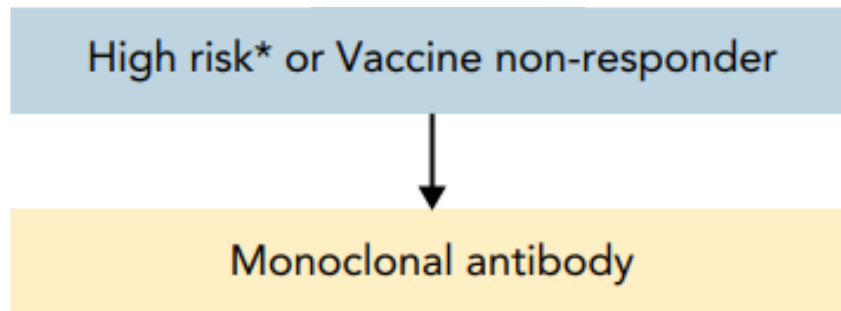 High risk* or Vaccine non-responder
Monoclonal antibody